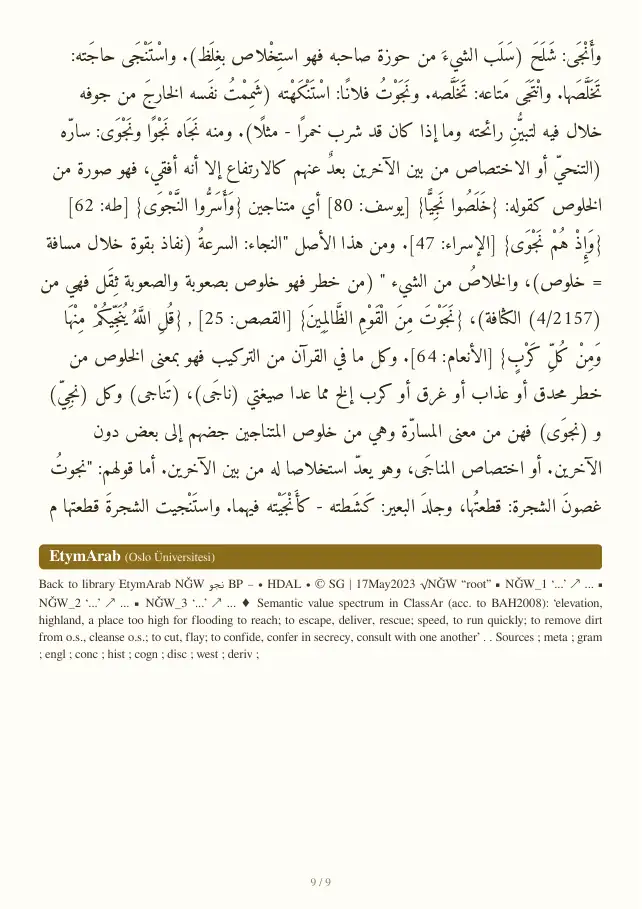 وأَنْجَى: شَلَحَ (سَلَب الشيءَ من حوزة صاحبه فهو استِخْلاص بغِلَظ). واسْتَنْجَى حاجَته:
تَخَلَّصَها. وانْتَجَى مَتاعه: تَخَلَّصه. ونَجَوْتُ فلانًا: اسْتَنْكَهْته (شَمِمْتُ نفَسه الخارجَ من جوفه
خلال فيه لتبيُّنِ رائحته وما إذا كان قد شرب خمرًا - مثلًا). ومنه نجَاه نَجْوًا ونَجْوَى: سارّه
(التنحيّ أو الاختصاص من بين الآخرين بعدٌ عنهم كالارتفاع إلا أنه أفقي، فهو صورة من
الخلوص كقوله: {خَلَصُوا نَجِيًّا} [يوسف: 80] أي متناجين {وَأَسَرُّوا النَّجْوَى} [طه: 62]
{وَإِذْ هُمْ نَجْوَى} [الإسراء: 47]. ومن هذا الأصل "النجاء: السرعةُ (نفاذ بقوة خلال مسافة
= خلوص)، والخلاصُ من الشيء " (من خطر فهو خلوص بصعوبة والصعوبة ثِقَل فهي من
(4/2157) الكثافة)، {نَجَوْتَ مِنَ الْقَوْمِ الظَّالِمِينَ} [القصص: 25] , {قُلِ اللَّهُ يُنَجِّيكُمْ مِنْهَا
وَمِنْ كُلِّ كَرْبٍ} [الأنعام: 64]. وكل ما في القرآن من التركيب فهو بمعنى الخلوص من
خطر محدق أو عذاب أو غرق أو كرب إلخ مما عدا صيغتي (ناجَى)، (تَناجى) وكل (نجِيّ)
و (نجوَى) فهن من معنى المسارّة وهي من خلوص المتناجين جضهم إلى بعض دون
الآخرين. أو اختصاص المناجَى، وهو يعدّ استخلاصا له من بين الآخرين. أما قولهم: "نجوتُ
غصونَ الشجرة: قطعتُها، وجلدَ البعير: كَشَطته - كأَنْجَيْته فيهما. واستَنْجيت الشجرةَ قطعتها م
EtymArab (Oslo Üniversitesi)
Back to library EtymArab NǦW نجو BP – • HDAL • © SG | 17May2023 √NǦW “root” ▪ NǦW_1 ‘...’ ↗ ... ▪
NǦW_2 ‘...’ ↗ ... ▪ NǦW_3 ‘...’ ↗ ... ♦ Semantic value spectrum in ClassAr (acc. to BAH2008): ‘elevation,
highland, a place too high for flooding to reach; to escape, deliver, rescue; speed, to run quickly; to remove dirt
from o.s., cleanse o.s.; to cut, flay; to confide, confer in secrecy, consult with one another’ . . Sources ; meta ; gram
; engl ; conc ; hist ; cogn ; disc ; west ; deriv ;
9 / 9